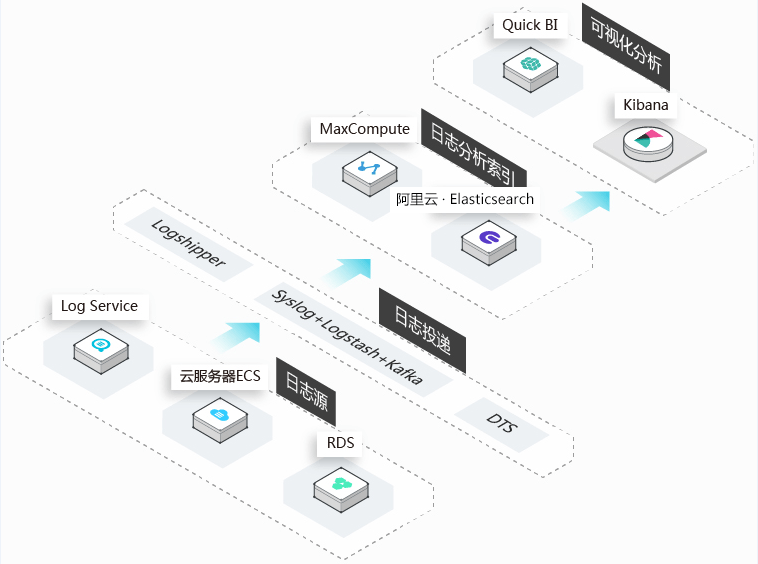 Quick BI
可视化分析
Kibana
MaxCompute
日志分析索引
阿里云 · Elasticsearch
Logshipper
Syslog+Logstash+Kafka
DTS
日志投递
Log Service
云服务器ECS
日志源
RDS